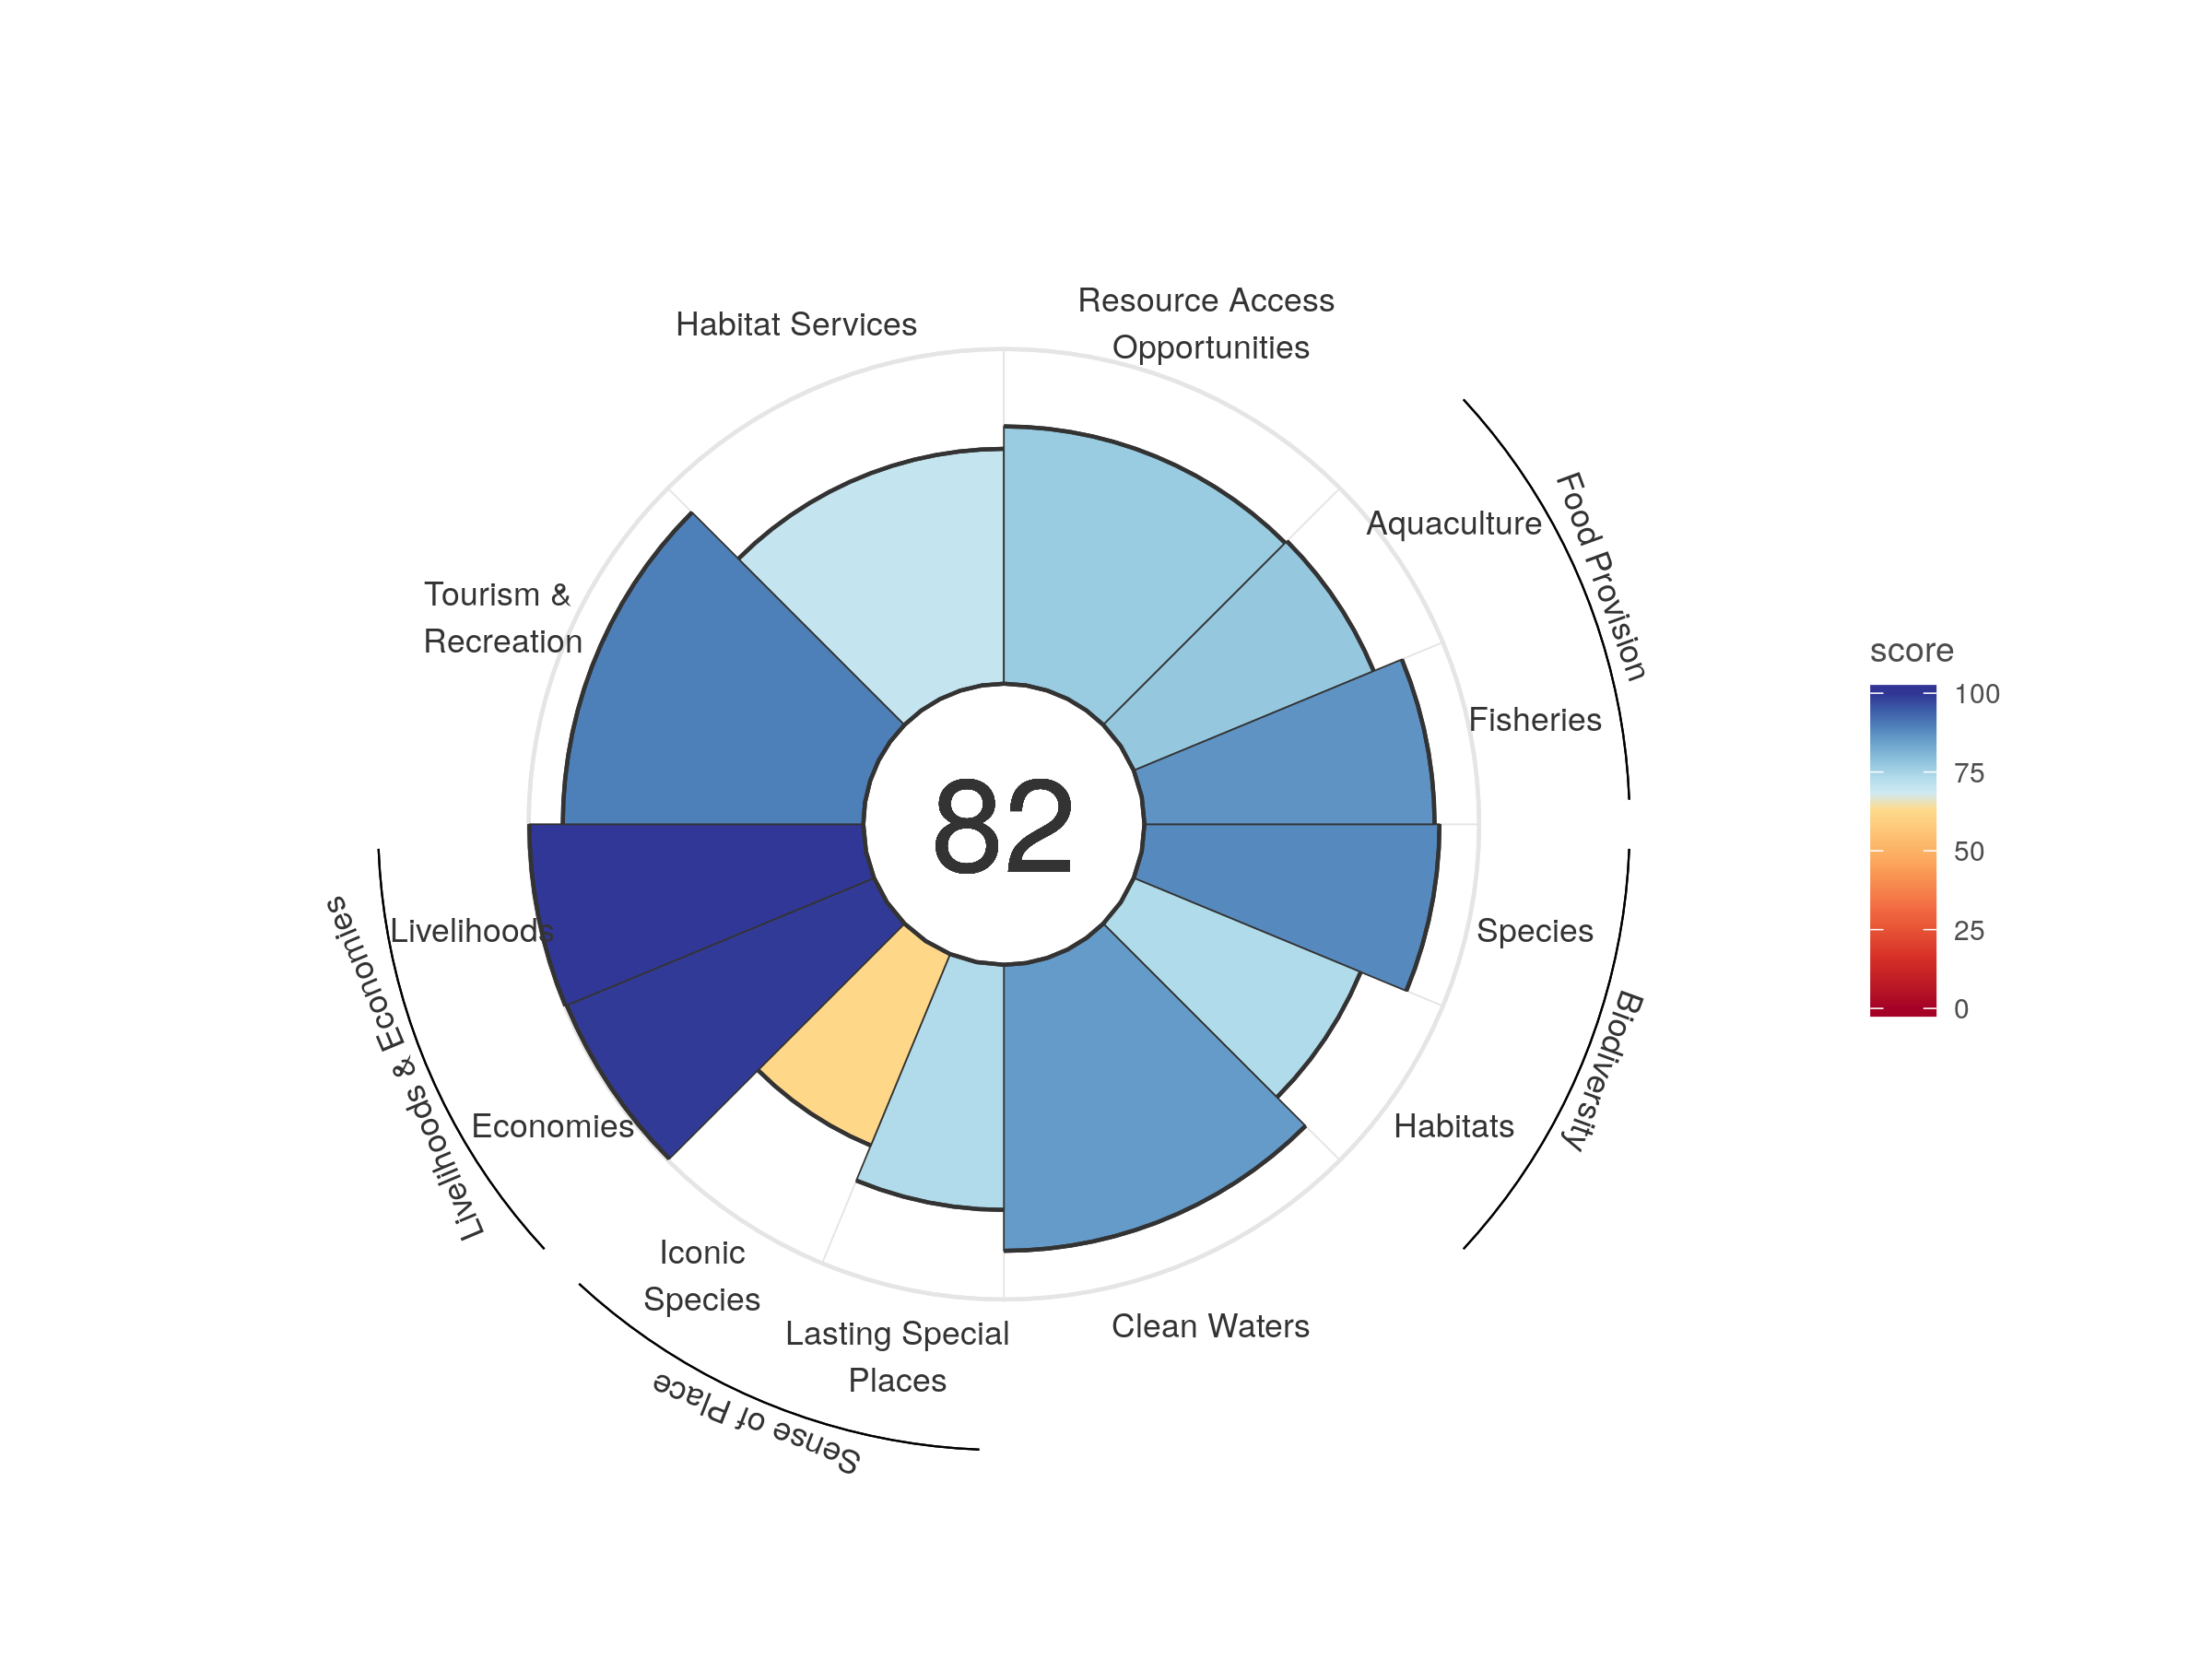 Resource Access
Opportunities
Habitat Services
Aquaculture
Food Provision
Tourism &
Recreation
Fisheries
score
100
75
50
25
0
82
Livelihoods
Species
Livelihoods & Economies
Biodiversity
Economies
Habitats
Iconic
Species
Lasting Special
Places
Clean Waters
Sense of Place